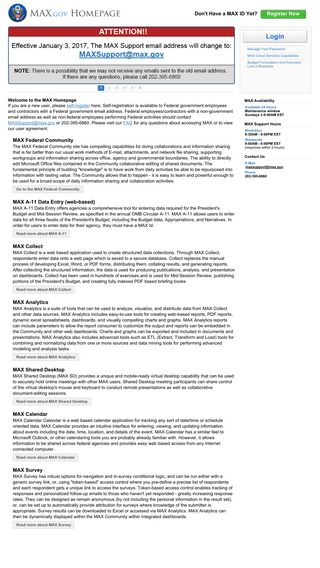 MAX.gov HOMEPAGE
Don't Have a MAX ID Yet?
Register Now
ATTENTION!!
Effective January 3, 2017, The MAX Support email address will change to:
MAXSupport@max.gov
NOTE: There is a possibility that we may not receive any emails sent to the old email address.
If there are any questions, please call 202-395-6860
Login
Manage Your Password
MAX Cloud Services Capabilities?
Budget Formulation and Execution
Line of Business
Welcome to the MAX Homepage
If you are a new user, please self-register here. Self-registration is available to Federal government employees
and contractors with a Federal government email address. Federal employees/contractors with a non-government
email address as well as non-federal employees performing Federal activities should contact
MAXSupport@max.gov or 202-395-6860. Please visit our FAQ for any questions about accessing MAX or to view
our user agreement.
MAX Availability
Available 24 Hours
Maintenance window
Sundays 2-8:00AM EST
MAX Support Hours
Weekdays
Weekends
(response within 2 hours)
Contact Us
E-Mail
maxsupport@max.gov
Phone
202-395-6860
MAX Federal Community
The MAX Federal Community site has compelling capabilities for doing collaborations and information sharing
that is far better than our usual work methods of E-mail, attachments, and network file sharing, supporting
workgroups and information sharing across office, agency and governmental boundaries. The ability to directly
edit Microsoft Office files contained in the Community collaborative editing of shared documents. The
fundamental principle of building "knowledge" is to have work from daily activities be able to be repurposed into
information with lasting value. The Community allows that to happen - it is easy to learn and powerful enough to
be used for a broad scope of daily information sharing and collaboration activities.
Go to the MAX Federal Community
MAX A-11 Data Entry (web-based)
MAX A-11 Data Entry offers agencies a comprehensive tool for entering data required for the President's
Budget and Mid-Session Review, as specified in the annual OMB Circular A-11. MAX A-11 allows users to enter
data for all three facets of the President's Budget, including the Budget data, Appropriations, and Narratives. In
order for users to enter data for their agency, they must have a MAX Id.
Read more about MAX A-11
MAX Collect
MAX Collect is a web based application used to create structured data collections. Through MAX Collect,
respondents enter data onto a web page which is saved to a secure database. Collect replaces the manual
process of developing Excel, Word, or PDF forms, distributing them, collating results, and generating reports.
After collecting the structured information, the data is used for producing publications, analysis, and presentation
on dashboards. Collect has been used in hundreds of exercises and is used for Mid-Session Review, publishing
portions of the President's Budget, and creating fully indexed PDF based briefing books
Read more about MAX Collect
MAX Analytics
MAX Analytics is a suite of tools that can be used to analyze, visualize, and distribute data from MAX Collect
and other data sources. MAX Analytics includes easy-to-use tools for creating web-based reports, PDF reports,
dynamic excel spreadsheets, dashboards, and visually compelling charts and graphs. MAX Analytics reports
can include parameters to allow the report consumer to customize the output and reports can be embedded in
the Community and other web dashboards. Charts and graphs can be exported and included in documents and
presentations. MAX Analytics also includes advanced tools such as ETL (Extract, Transform and Load) tools for
combining and normalizing data from one or more sources and data mining tools for performing advanced
modeling and analysis tasks.
Read more about MAX Analytics
MAX Shared Desktop
MAX Shared Desktop (MAX SD) provides a unique and mobile-ready virtual desktop capability that can be used
to securely hold online meetings with other MAX users. Shared Desktop meeting participants can share control
of the virtual desktop's mouse and keyboard to conduct remote presentations as well as collaborative
document-editing sessions.
Read more about MAX Shared Desktop
MAX Calendar
MAX Calendar Calendar is a web based calendar application for tracking any sort of date/time or schedule
oriented data. MAX Calendar provides an intuitive interface for entering, viewing, and updating information
about events including the date, time, location, and details of the event. MAX Calendar has a similar feel to
Microsoft Outlook, or other calendaring tools you are probably already familiar with. However, it allows
information to be shared across federal agencies and provides easy web based access from any Internet
connected computer.
Read more about MAX Calendar
MAX Survey
MAX Survey has robust options for navigation and in-survey conditional logic, and can be run either with a
generic survey link, or, using "token-based" access control where you pre-define a precise list of respondents
and each respondent gets a unique link to access the surveys. Token-based access control enables tracking of
responses and personalized follow-up emails to those who haven't yet responded - greatly increasing response
rates. They can be designed as remain anonymous (by not including the personal information in the result set),
or, can be set up to automatically provide attribution for surveys where knowledge of the submitter is
appropriate. Survey results can be downloaded to Excel or accessed via MAX Analytics. MAX Analytics can
then be dynamically displayed within the MAX Community within integrated dashboards.
Read more about MAX Survey